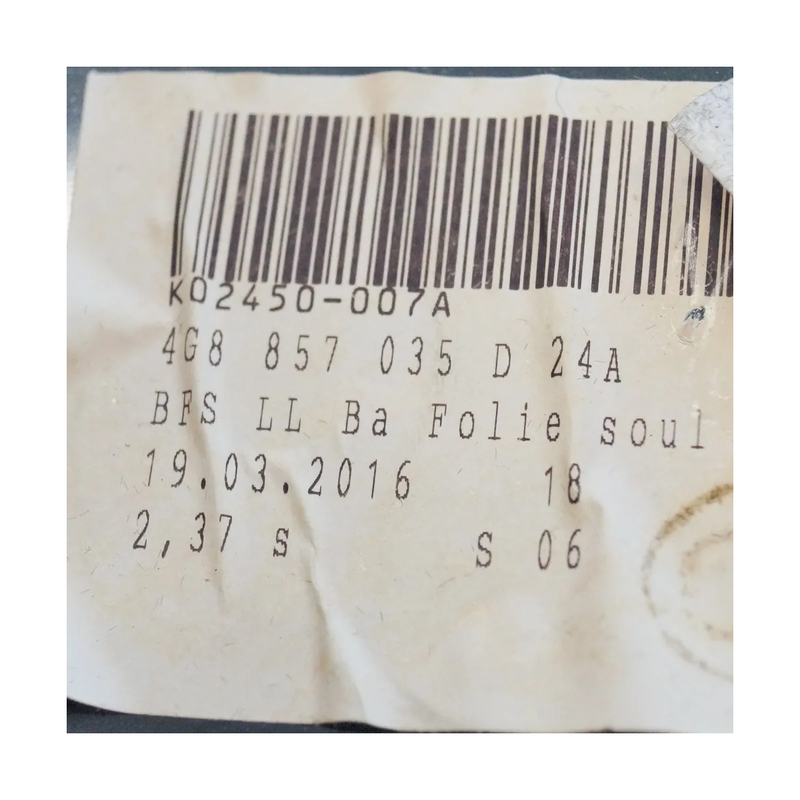 K02450-007A
4G8 857 035 D 24A
BFS LL Ba Folie soul
19.03.2016 18
2,37 s S 06